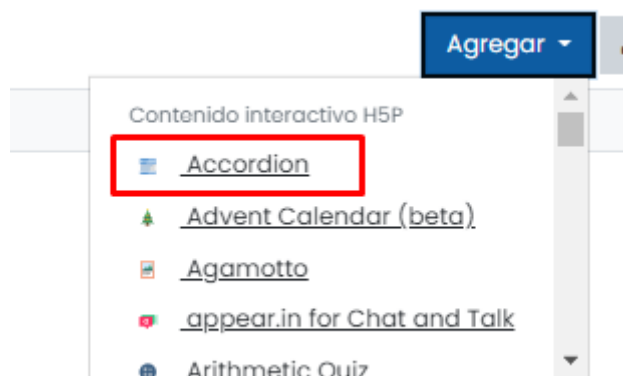 Agregar
Contenido interactivo H5P
Accordion
Advent Calendar (beta)
Agamotto
appear.in for Chat and Talk
Arithmetic Quiz